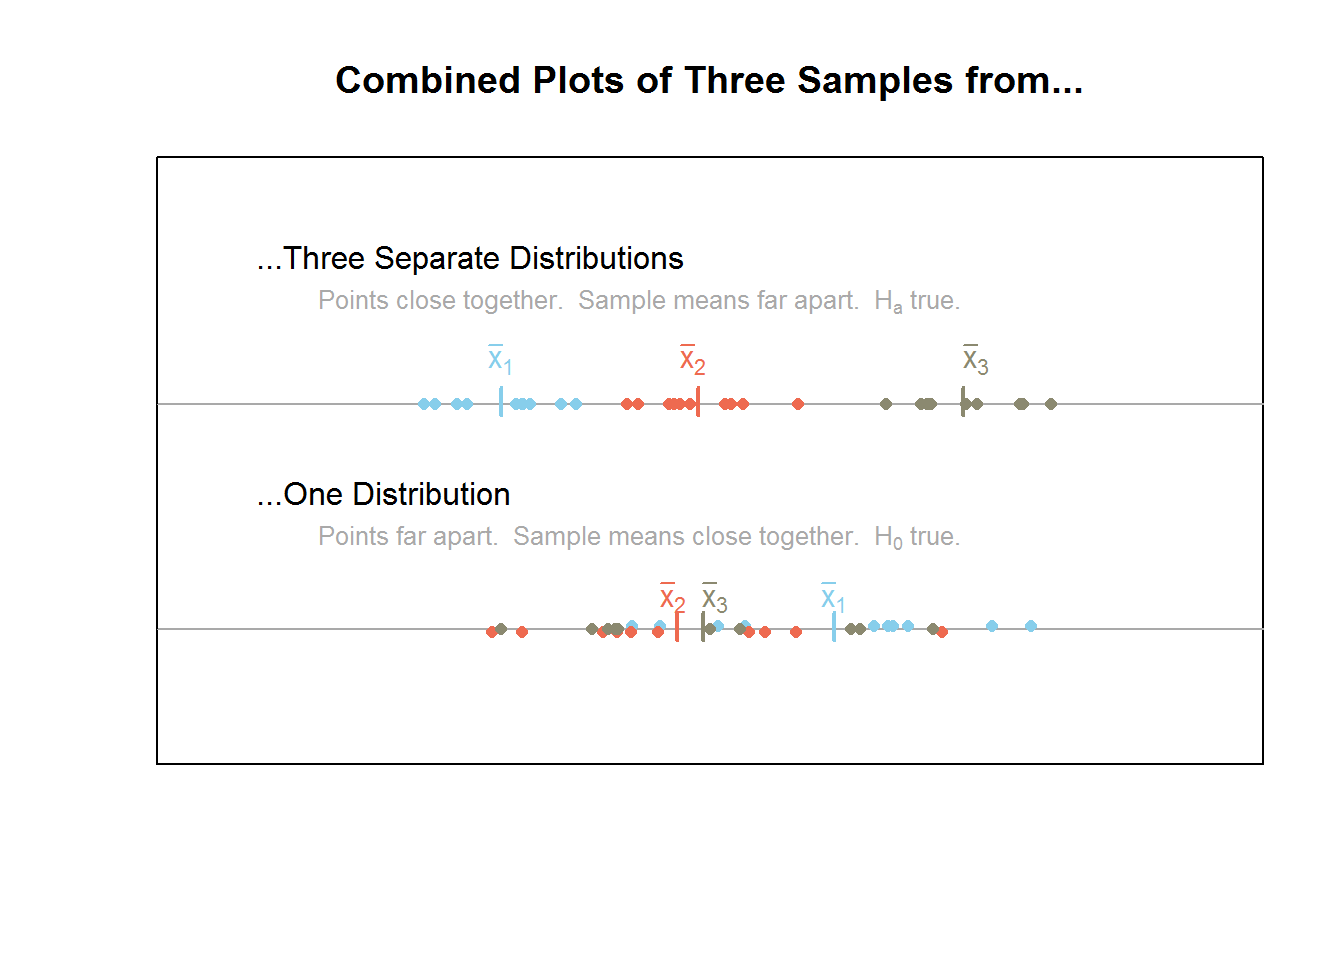 Combined Plots of Three Samples from...
...Three Separate Distributions
Points close together.  Sample means far apart.  Hₐ true.
x̅₁ x̅₂ x̅₃
...One Distribution
Points far apart.  Sample means close together.  H₀ true.
x̅₂ x̅₃ x̅₁